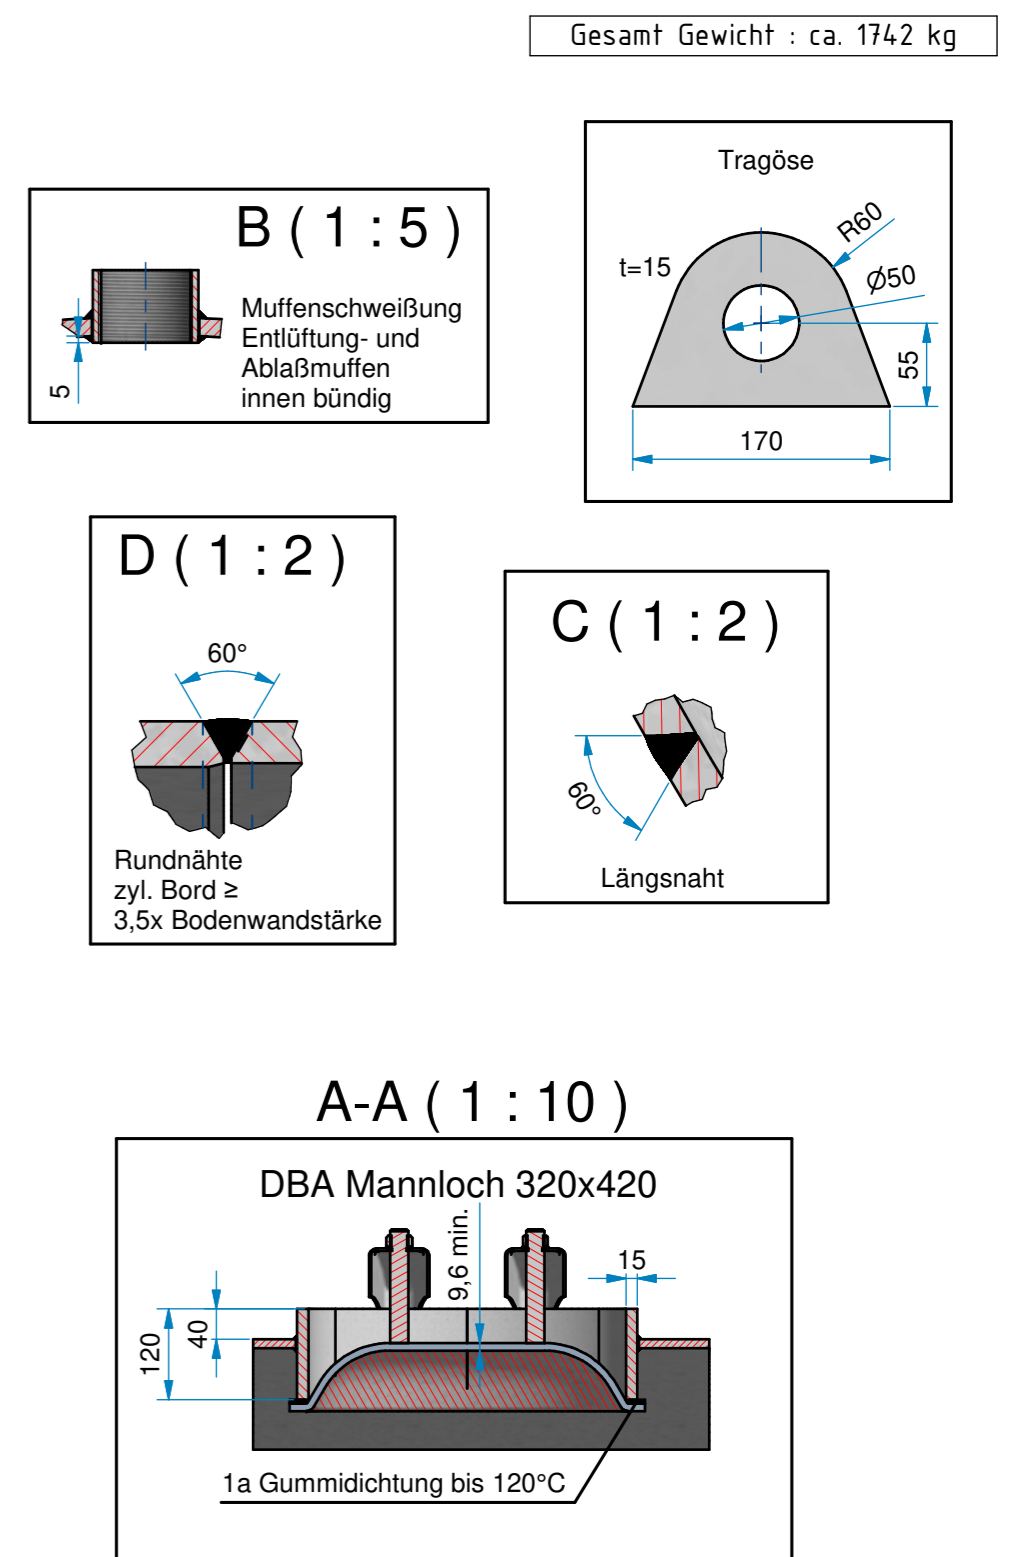 Gesamt Gewicht : ca. 1742 kg
Tragöse
R60
t=15
Ø50
55
170
B ( 1 : 5 )
Muffenschweißung
Entlüftung- und
Ablaßmuffen
innen bündig
5
D ( 1 : 2 )
60°
Rundnähte
zyl. Bord ≥
3,5x Bodenwandstärke
C ( 1 : 2 )
60°
Längsnaht
A-A ( 1 : 10 )
DBA Mannloch 320x420
9,6 min.
15
40
120
1a Gummidichtung bis 120°C